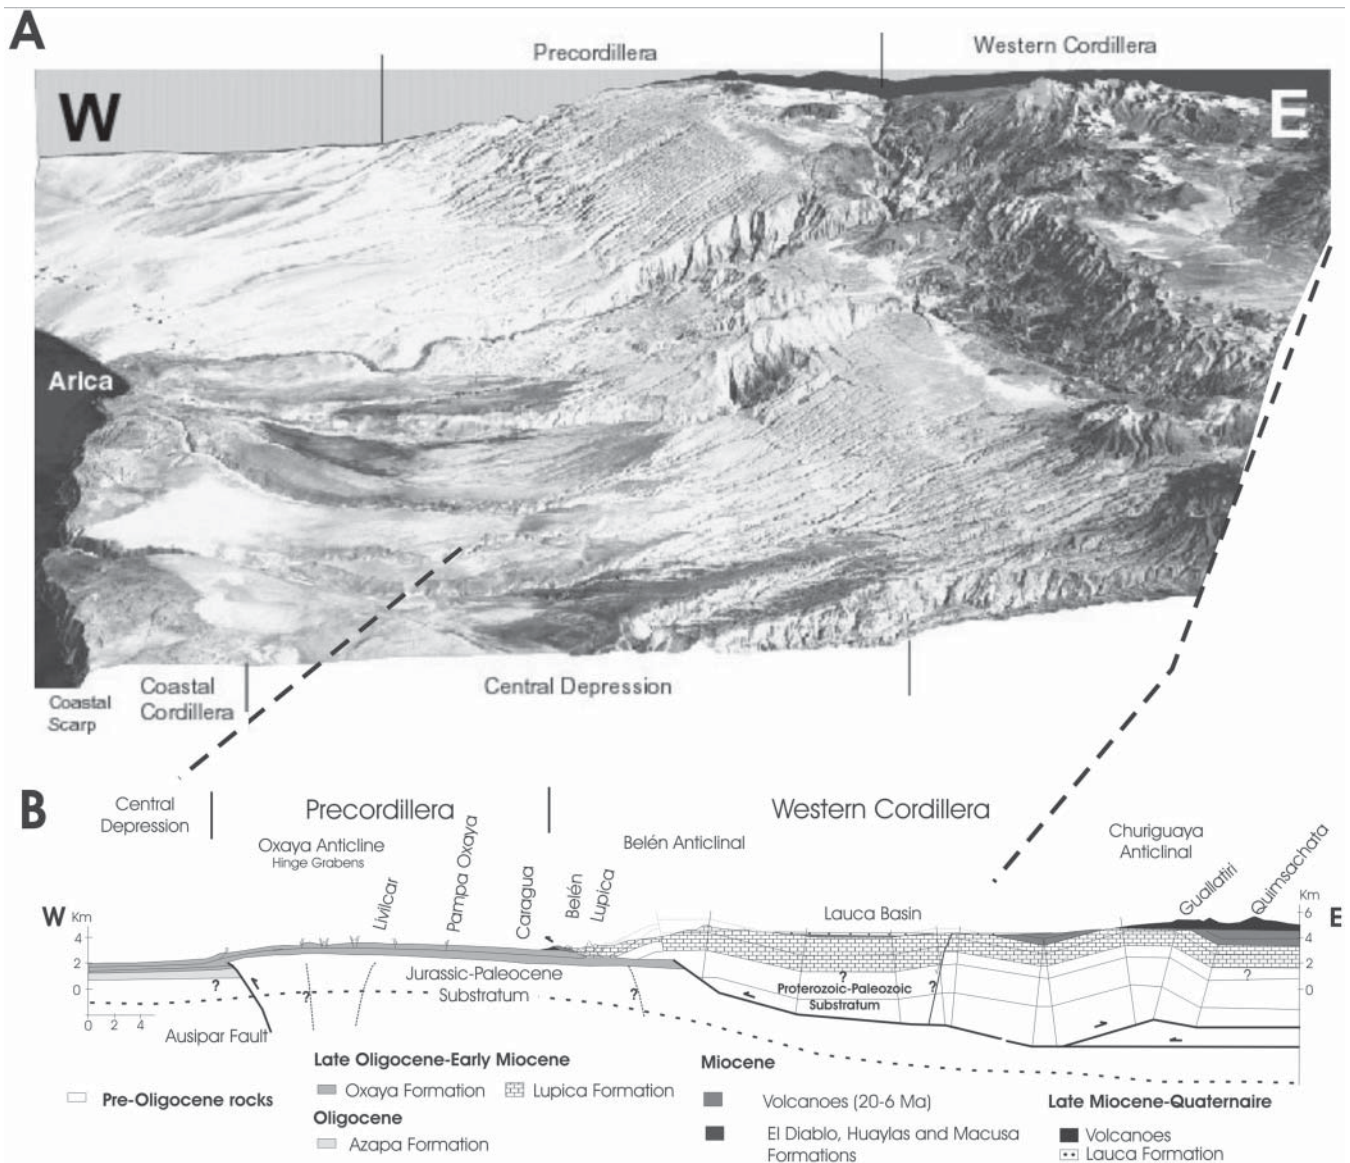 A
Precordillera
Western Cordillera
W
E
Arica
Coastal
Scarp
Coastal
Cordillera
Central Depression
B
Central
Depression
Precordillera
Western Cordillera
Oxaya Anticline
Hinge Grabens
Livilcar
Pampa Oxaya
Caragua
Belén
Lupica
Belén Anticlinal
Churiguaya
Anticlinal
Guallatiri
Quimsachata
W
Km
4
2
0
Lauca Basin
Km
6
4
2
0
E
?
?
?
?
?
?
Jurassic-Paleocene
Substratum
Proterozoic-Paleozoic
Substratum
0 2 4
Ausipar Fault
Pre-Oligocene rocks
Late Oligocene-Early Miocene
Oxaya Formation
Lupica Formation
Oligocene
Azapa Formation
Miocene
Volcanoes (20-6 Ma)
El Diablo, Huaylas and Macusa
Formations
Late Miocene-Quaternaire
Volcanoes
Lauca Formation